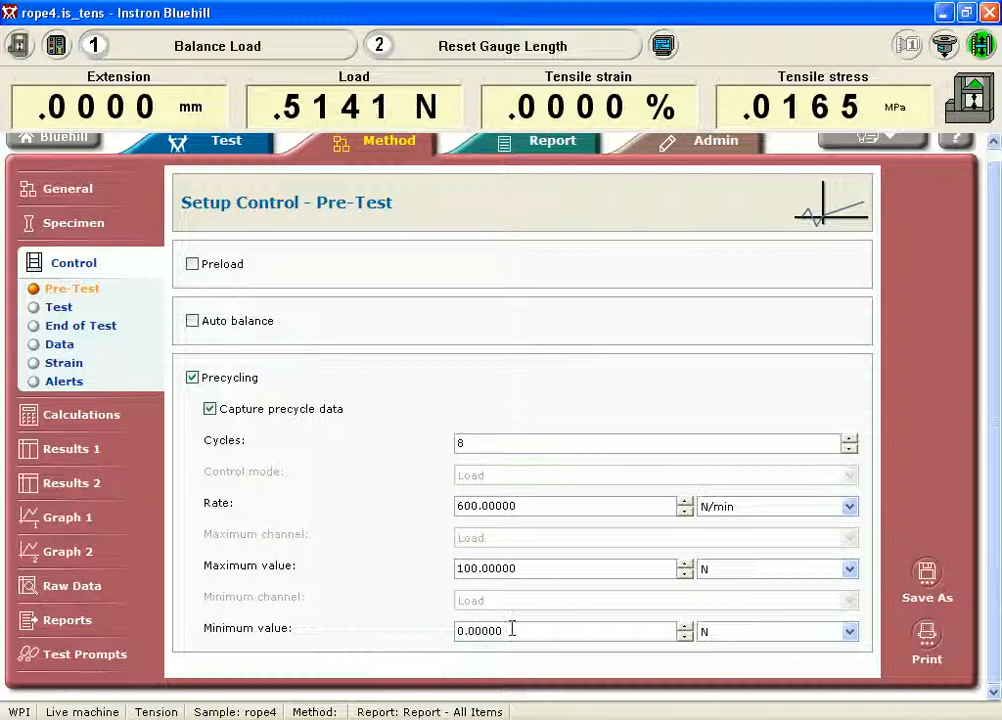 rope4.is_tens - Instron Bluehill
1 Balance Load 2 Reset Gauge Length
Extension Load Tensile strain Tensile stress
.0000 mm .5141 N .0000 % .0165 MPa
Bluehill Test Method Report Admin ?
General
Specimen
Control
Pre-Test
Test
End of Test
Data
Strain
Alerts
Calculations
Results 1
Results 2
Graph 1
Graph 2
Raw Data
Reports
Test Prompts
Setup Control - Pre-Test
Preload
Auto balance
Precycling
Capture precycle data
Cycles: 8
Control mode: Load
Rate: 600.00000 N/min
Maximum channel: Load
Maximum value: 100.00000 N
Minimum channel: Load
Minimum value: 0.00000 N
Save As
Print
WPI Live machine Tension Sample: rope4 Method: Report: Report - All Items